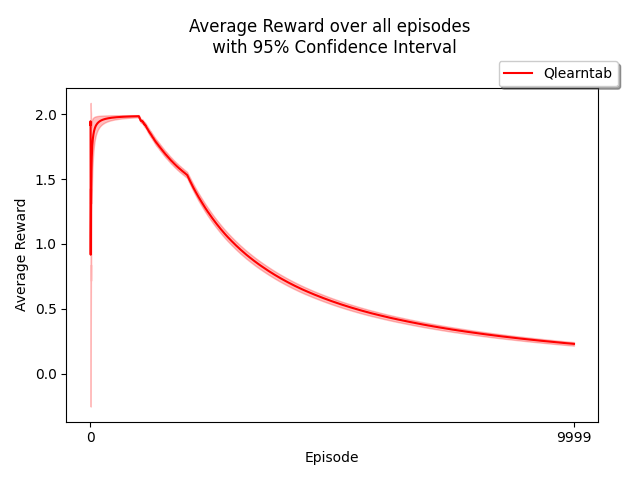 Average Reward over all episodes
with 95% Confidence Interval
Qlearntab
Average Reward
2.0
1.5
1.0
0.5
0.0
0
9999
Episode